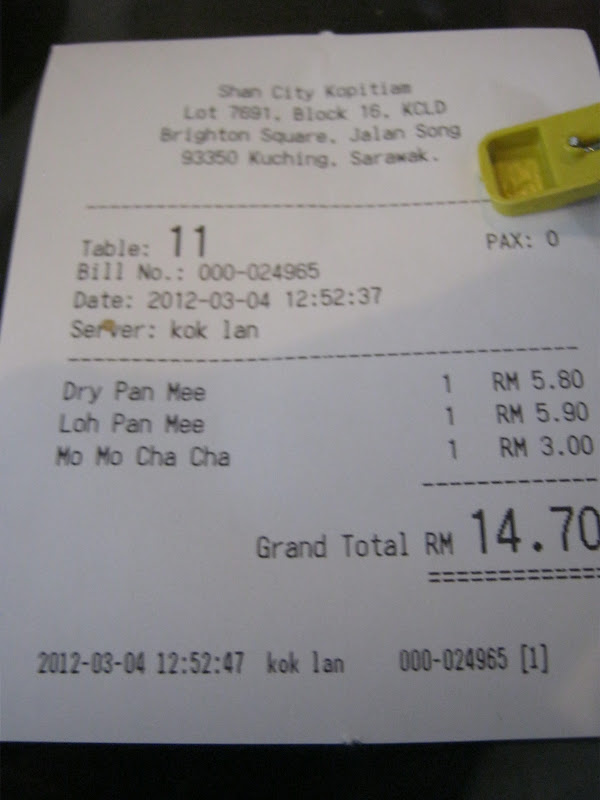 Shan City Kopitiam
Lot 7691, Block 16, KCLD
Brighton Square, Jalan Song
93350 Kuching, Sarawak.
Table: 11 PAX: 0
Bill No.: 000-024965
Date: 2012-03-04 12:52:37
Server: kok lan
Dry Pan Mee 1 RM 5.80
Loh Pan Mee 1 RM 5.90
Mo Mo Cha Cha 1 RM 3.00
Grand Total RM 14.70
2012-03-04 12:52:47 kok lan 000-024965 [1]